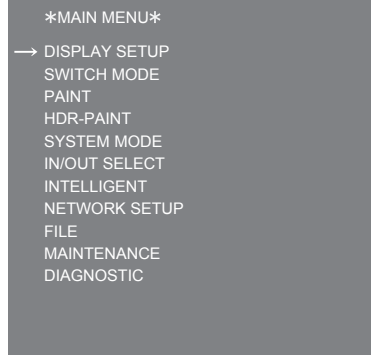 *MAIN MENU*
→ DISPLAY SETUP
SWITCH MODE
PAINT
HDR-PAINT
SYSTEM MODE
IN/OUT SELECT
INTELLIGENT
NETWORK SETUP
FILE
MAINTENANCE
DIAGNOSTIC